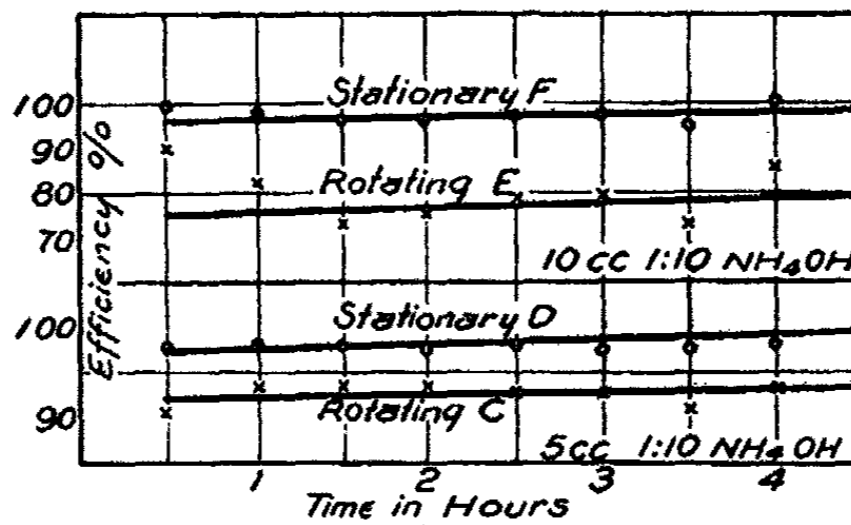 Stationary F
100
90
80
Rotating E
70
10 cc 1:10 NH4OH
Efficiency %
Stationary D
100
Rotating C
90
5 cc 1:10 NH4OH
1 2 3 4
Time in Hours